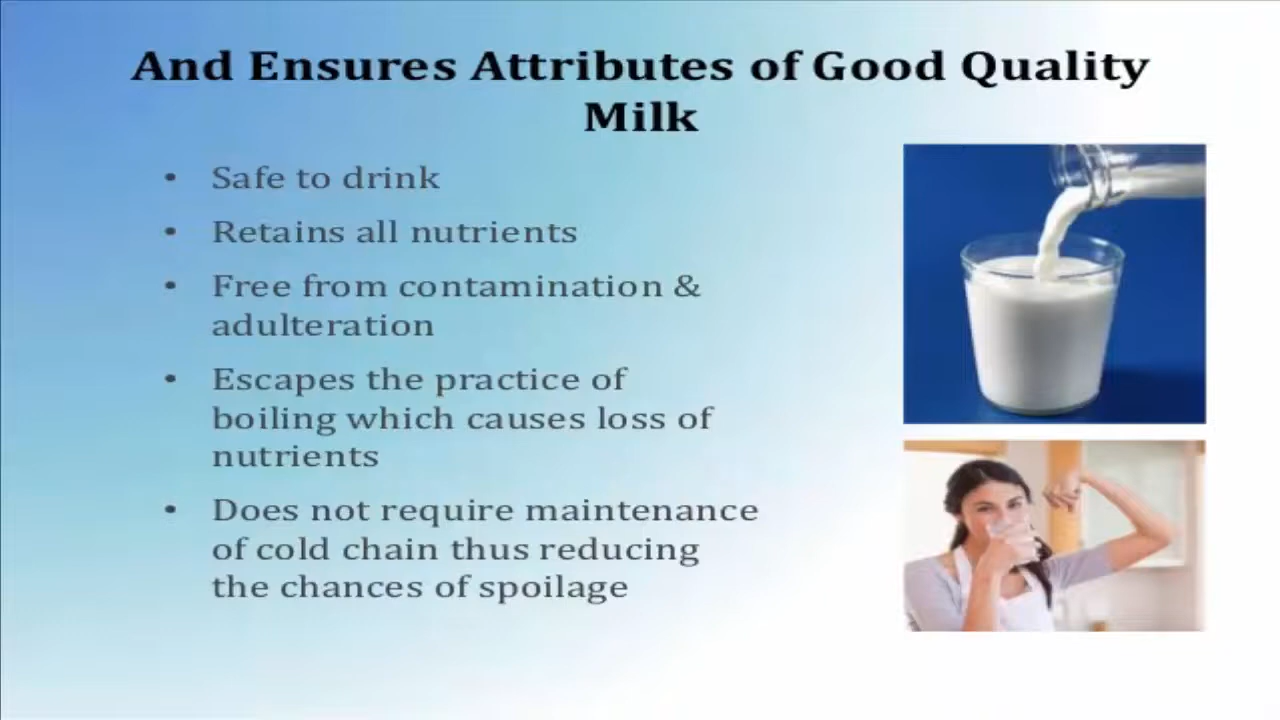 And Ensures Attributes of Good Quality
Milk
• Safe to drink
• Retains all nutrients
• Free from contamination &
adulteration
• Escapes the practice of
boiling which causes loss of
nutrients
• Does not require maintenance
of cold chain thus reducing
the chances of spoilage